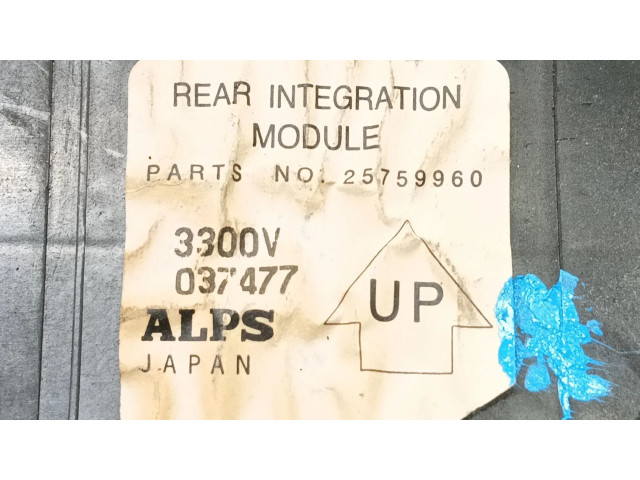 REAR INTEGRATION
MODULE
PARTS NO. 25759960
3300V
037477
ALPS
JAPAN
UP